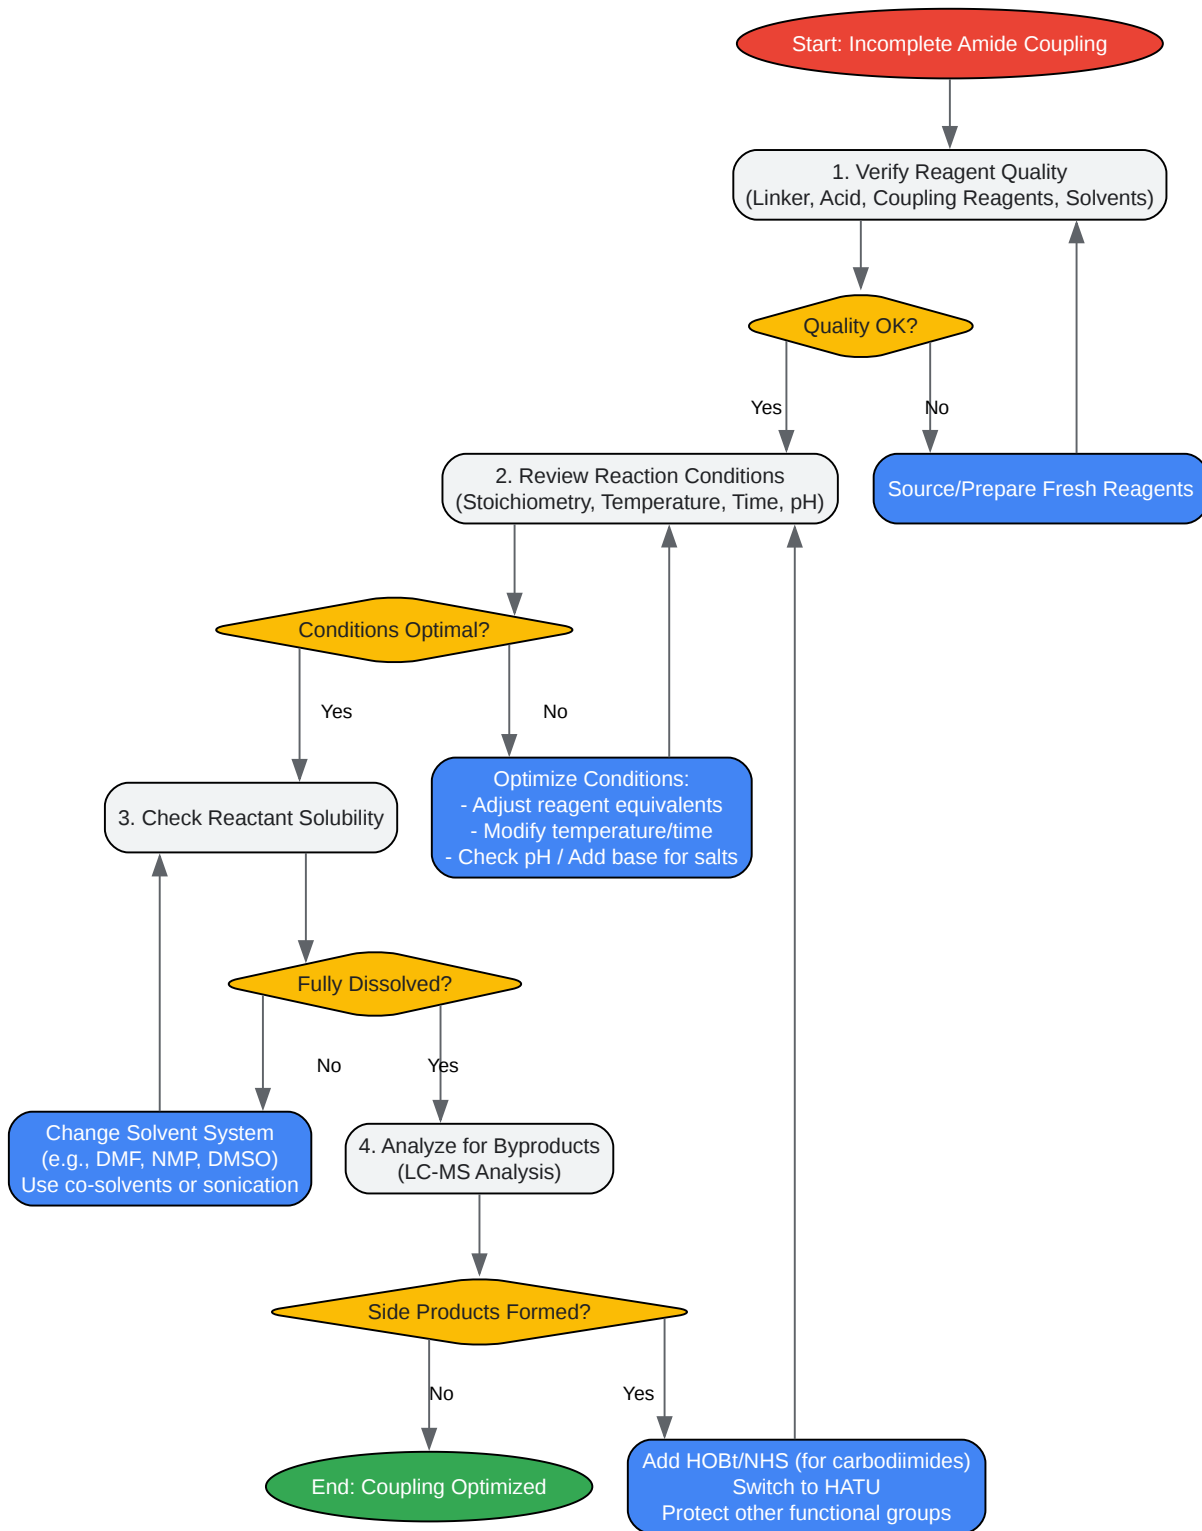 Start: Incomplete Amide Coupling
1. Verify Reagent Quality
(Linker, Acid, Coupling Reagents, Solvents)
Quality OK?
Yes
No
2. Review Reaction Conditions
(Stoichiometry, Temperature, Time, pH)
Source/Prepare Fresh Reagents
Conditions Optimal?
Yes
No
3. Check Reactant Solubility
Optimize Conditions:
- Adjust reagent equivalents
- Modify temperature/time
- Check pH / Add base for salts
Fully Dissolved?
No
Yes
Change Solvent System
(e.g., DMF, NMP, DMSO)
Use co-solvents or sonication
4. Analyze for Byproducts
(LC-MS Analysis)
Side Products Formed?
No
Yes
End: Coupling Optimized
Add HOBt/NHS (for carbodiimides)
Switch to HATU
Protect other functional groups